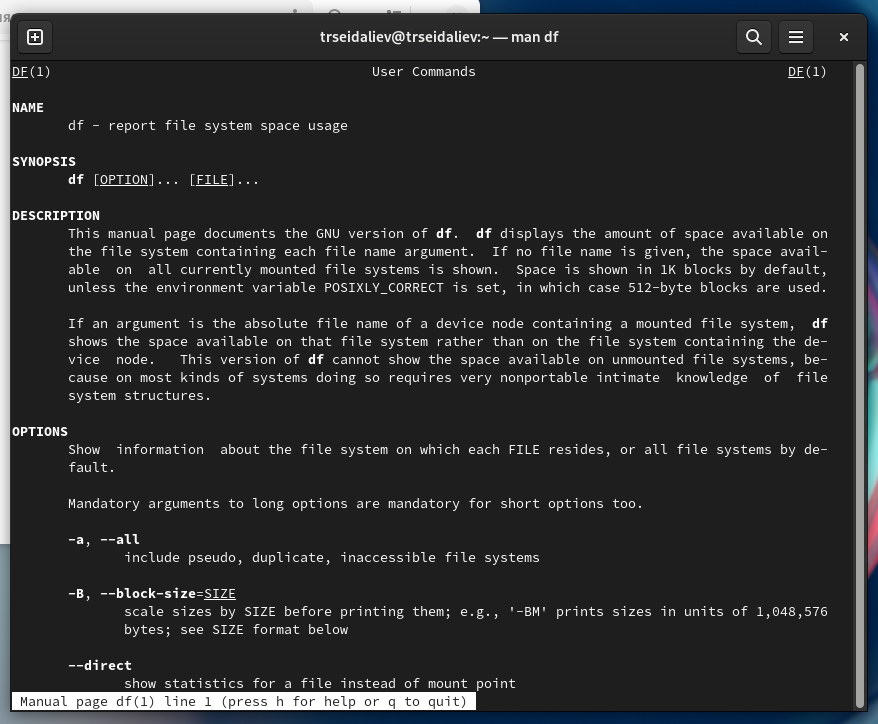 trseidaliev@trseidaliev:~ — man df
DF(1) User Commands DF(1)
NAME
df - report file system space usage
SYNOPSIS
df [OPTION]... [FILE]...
DESCRIPTION
This manual page documents the GNU version of df. df displays the amount of space available on
the file system containing each file name argument. If no file name is given, the space avail-
able on all currently mounted file systems is shown. Space is shown in 1K blocks by default,
unless the environment variable POSIXLY_CORRECT is set, in which case 512-byte blocks are used.
If an argument is the absolute file name of a device node containing a mounted file system, df
shows the space available on that file system rather than on the file system containing the de-
vice node. This version of df cannot show the space available on unmounted file systems, be-
cause on most kinds of systems doing so requires very nonportable intimate knowledge of file
system structures.
OPTIONS
Show information about the file system on which each FILE resides, or all file systems by de-
fault.
Mandatory arguments to long options are mandatory for short options too.
-a, --all
include pseudo, duplicate, inaccessible file systems
-B, --block-size=SIZE
scale sizes by SIZE before printing them; e.g., '-BM' prints sizes in units of 1,048,576
bytes; see SIZE format below
--direct
show statistics for a file instead of mount point
Manual page df(1) line 1 (press h for help or q to quit)